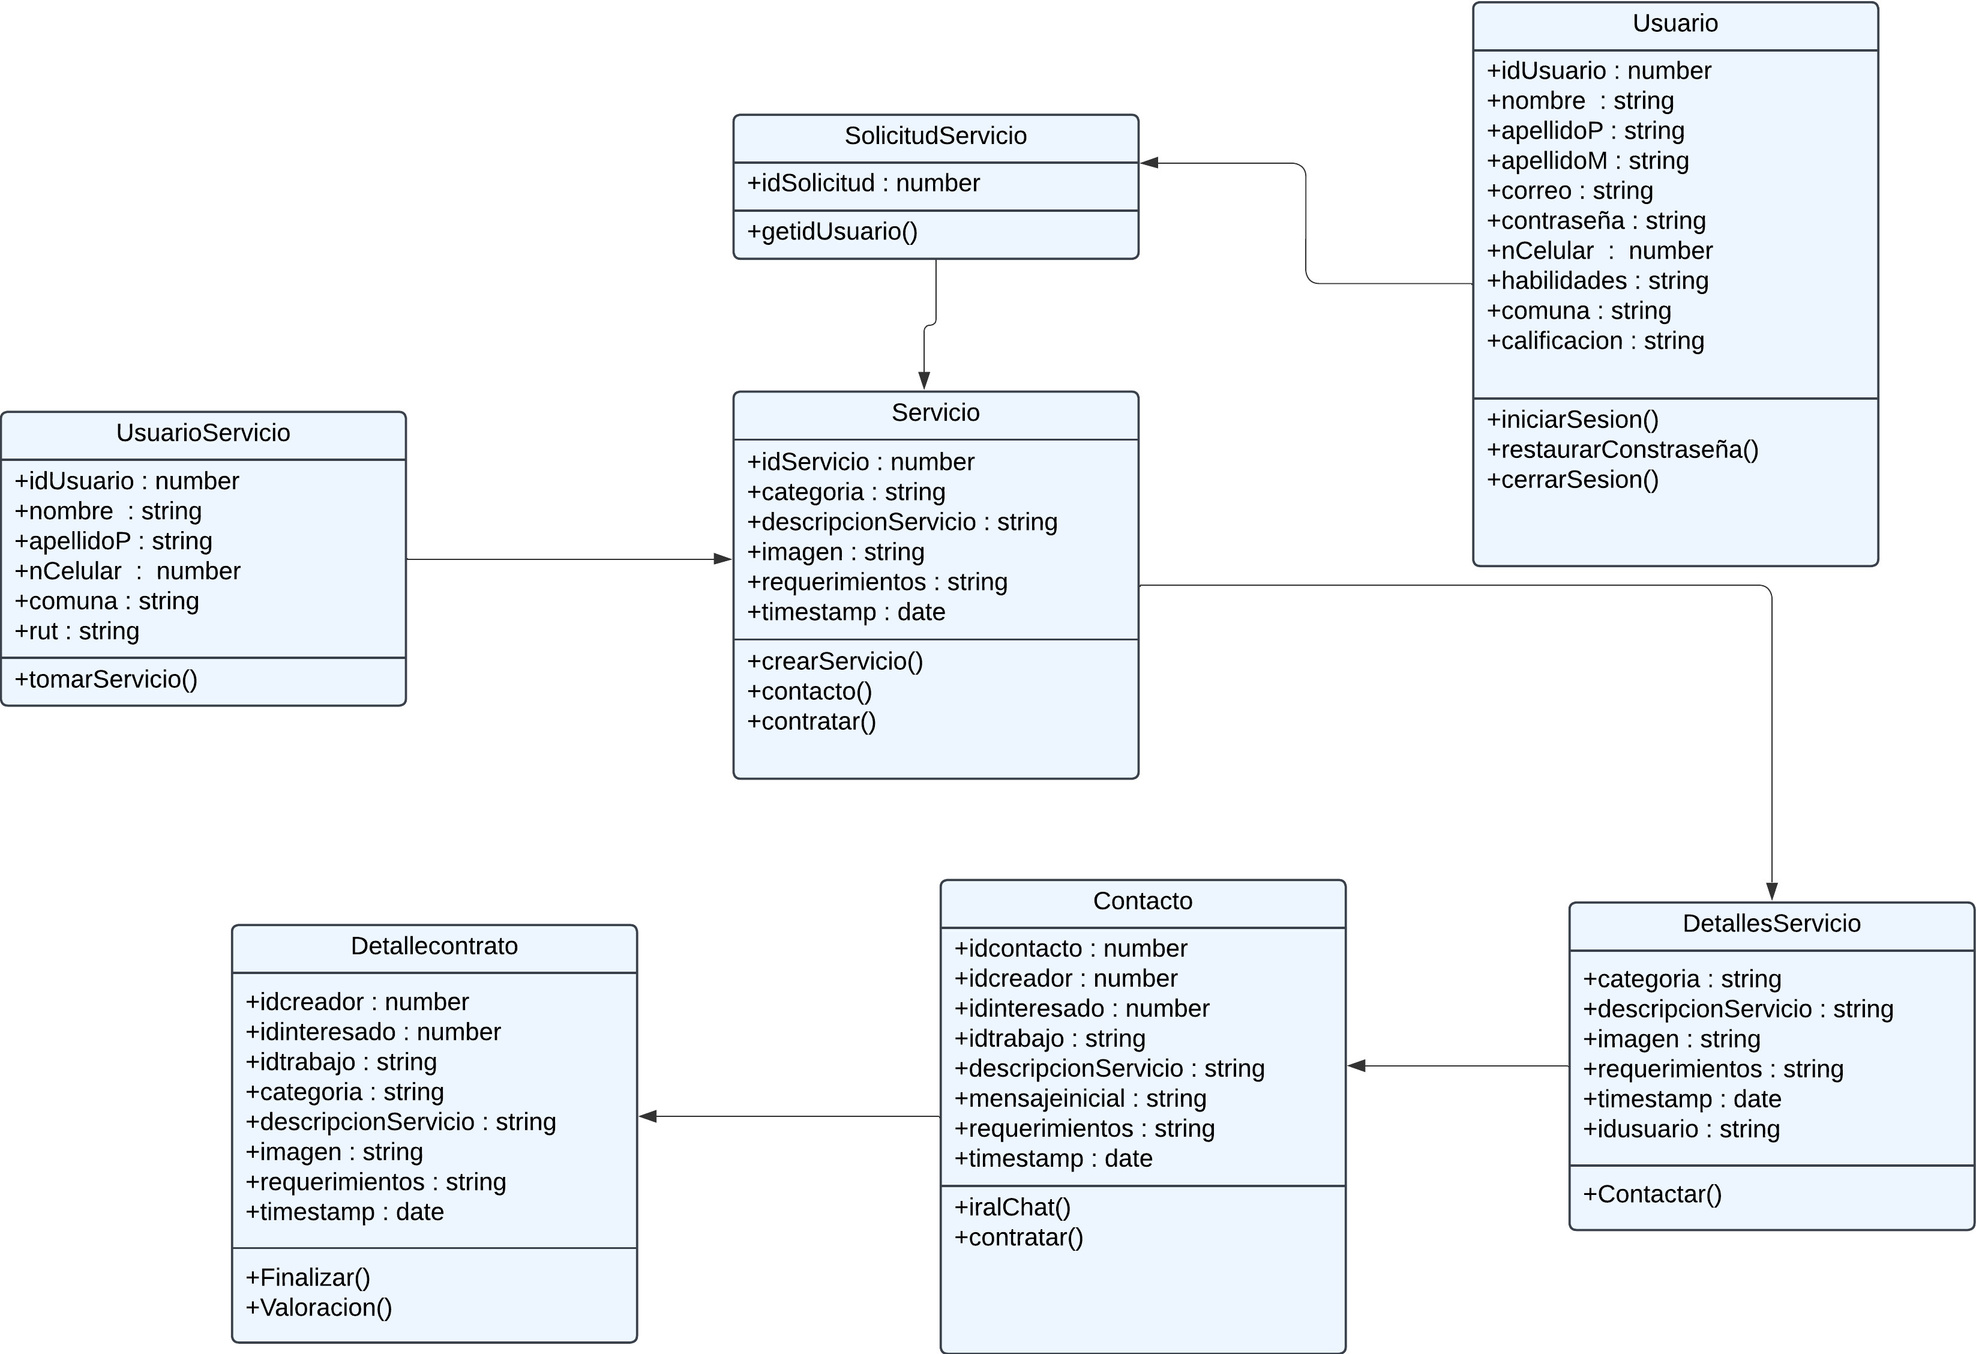 Usuario
+idUsuario : number
+nombre  : string
+apellidoP : string
+apellidoM : string
+correo : string
+contraseña : string
+nCelular  :  number
+habilidades : string
+comuna : string
+calificacion : string
+iniciarSesion()
+restaurarConstraseña()
+cerrarSesion()
SolicitudServicio
+idSolicitud : number
+getidUsuario()
UsuarioServicio
+idUsuario : number
+nombre  : string
+apellidoP : string
+nCelular  :  number
+comuna : string
+rut : string
+tomarServicio()
Servicio
+idServicio : number
+categoria : string
+descripcionServicio : string
+imagen : string
+requerimientos : string
+timestamp : date
+crearServicio()
+contacto()
+contratar()
Detallecontrato
+idcreador : number
+idinteresado : number
+idtrabajo : string
+categoria : string
+descripcionServicio : string
+imagen : string
+requerimientos : string
+timestamp : date
+Finalizar()
+Valoracion()
Contacto
+idcontacto : number
+idcreador : number
+idinteresado : number
+idtrabajo : string
+descripcionServicio : string
+mensajeinicial : string
+requerimientos : string
+timestamp : date
+iralChat()
+contratar()
DetallesServicio
+categoria : string
+descripcionServicio : string
+imagen : string
+requerimientos : string
+timestamp : date
+idusuario : string
+Contactar()